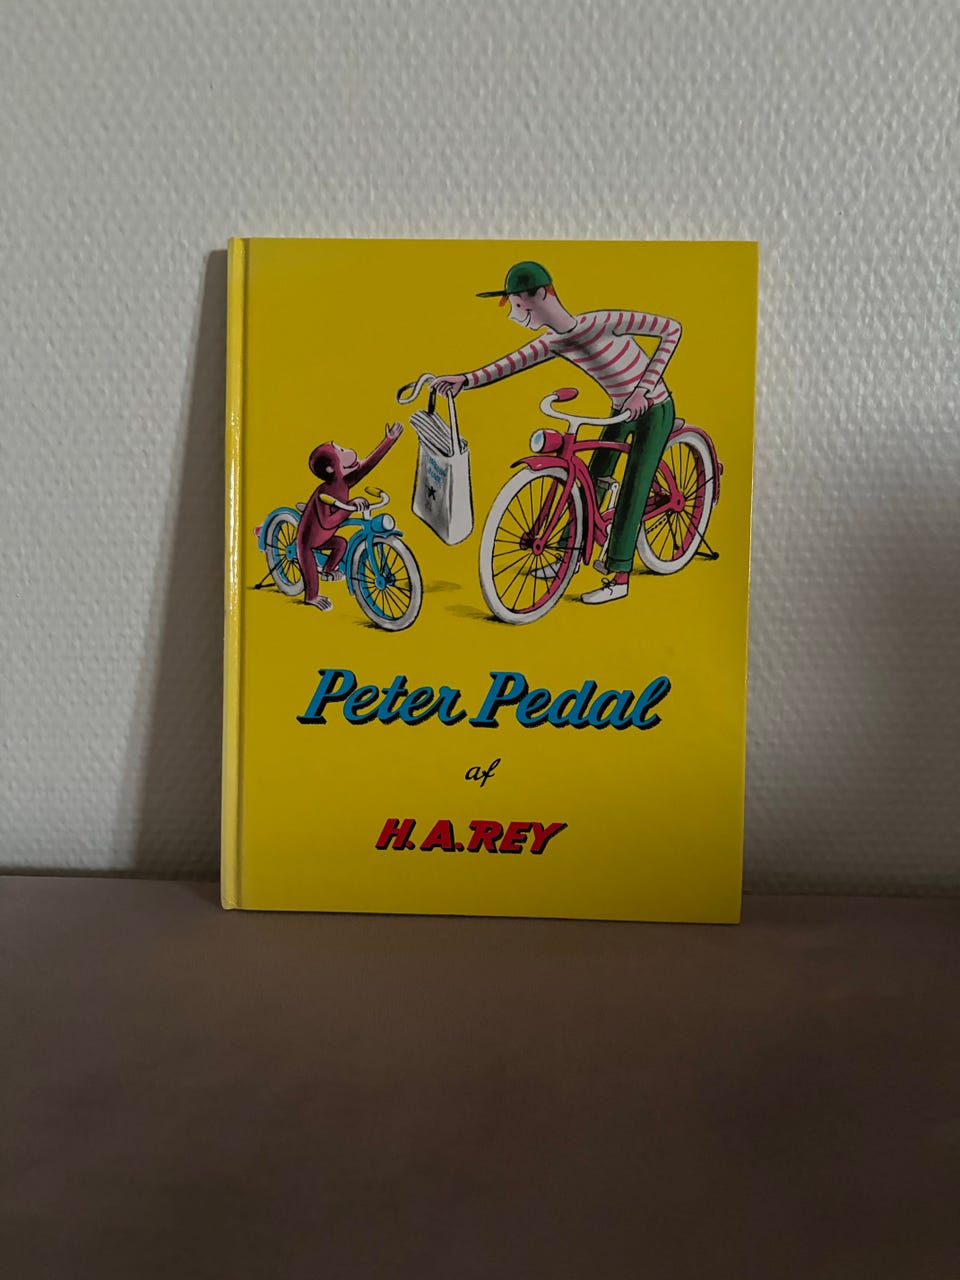 Peter Pedal
af
H. A. REY